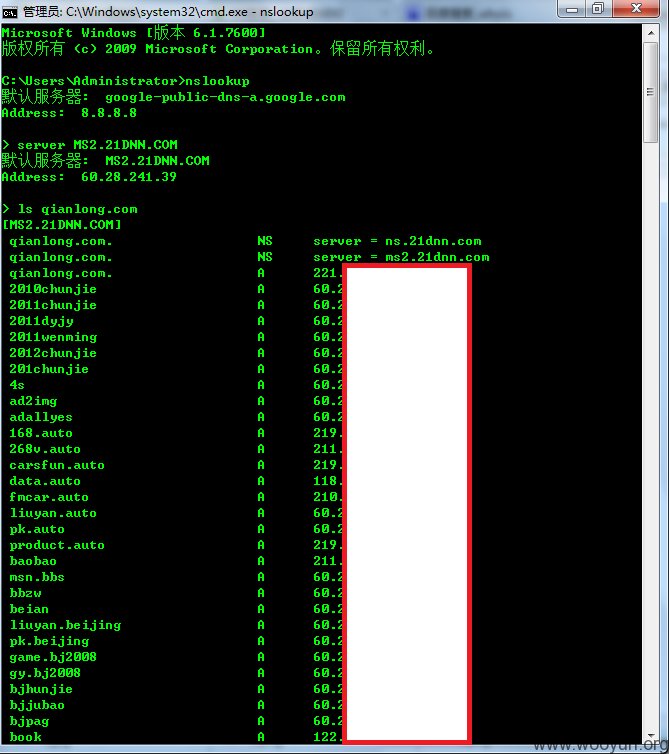 管理员: C:\Windows\system32\cmd.exe - nslookup
Microsoft Windows [版本 6.1.7600]
版权所有 (c) 2009 Microsoft Corporation。保留所有权利。
C:\Users\Administrator>nslookup
默认服务器:  google-public-dns-a.google.com
Address:  8.8.8.8
> server MS2.21DNN.COM
默认服务器:  MS2.21DNN.COM
Address:  60.28.241.39
> ls qianlong.com
[MS2.21DNN.COM]
qianlong.com. NS server = ns.21dnn.com
qianlong.com. NS server = ms2.21dnn.com
qianlong.com. A 221.
2010chunjie A 60.2
2011chunjie A 60.2
2011dyjy A 60.2
2011wenming A 60.2
2012chunjie A 60.2
201chunjie A 60.2
4s A 60.2
ad2img A 60.2
adallyes A 60.2
168.auto A 219.
268v.auto A 211.
carsfun.auto A 219.
data.auto A 118.
fmcar.auto A 210.
liuyan.auto A 60.2
pk.auto A 60.2
product.auto A 219.
baobao A 211.
msn.bbs A 60.2
bbzw A 60.2
beian A 60.2
liuyan.beijing A 60.2
pk.beijing A 60.2
game.bj2008 A 60.2
gy.bj2008 A 60.2
bjhunjie A 60.2
bjjubao A 60.2
bjpag A 60.2
book A 122.
www.wooyun.org